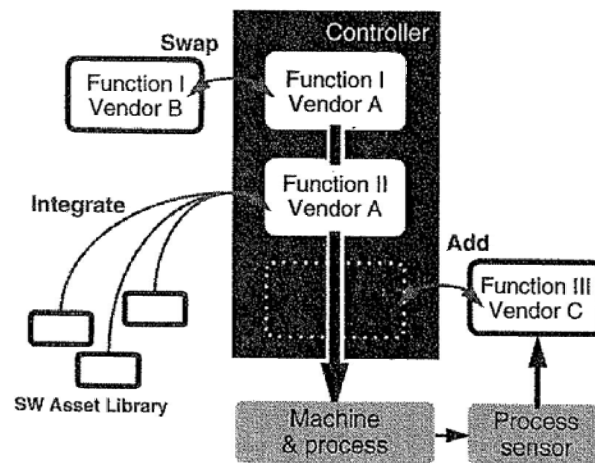 Controller
Swap
Function I
Vendor B
Function I
Vendor A
Function II
Vendor A
Integrate
Add
Function III
Vendor C
SW Asset Library
Machine
& process
Process
sensor